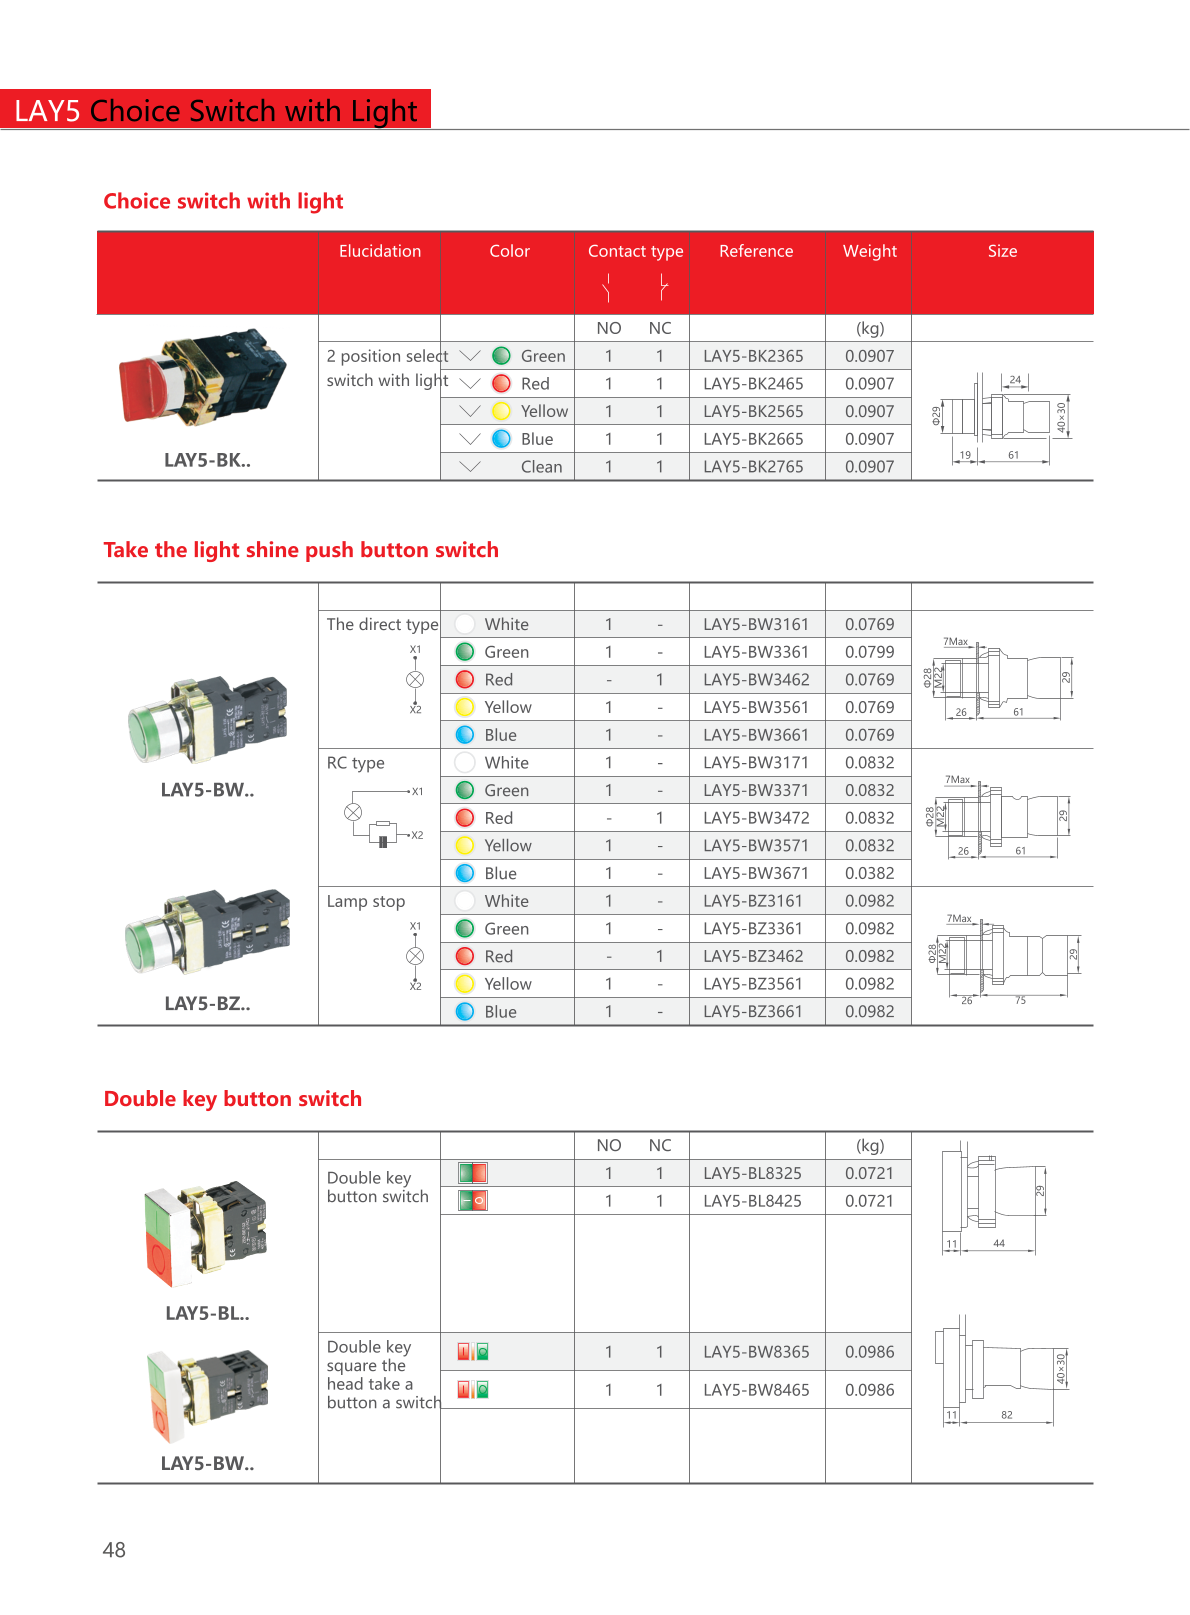 LAY5 Choice Switch with Light
Choice switch with light
Elucidation Color Contact type Reference Weight Size
NO NC (kg)
2 position select
switch with light
Green 1 1 LAY5-BK2365 0.0907
Red 1 1 LAY5-BK2465 0.0907
Yellow 1 1 LAY5-BK2565 0.0907
Blue 1 1 LAY5-BK2665 0.0907
Clean 1 1 LAY5-BK2765 0.0907
LAY5-BK..
24
Φ29
40×30
19 61
Take the light shine push button switch
The direct type
X1
X2
White 1 - LAY5-BW3161 0.0769
Green 1 - LAY5-BW3361 0.0799
Red - 1 LAY5-BW3462 0.0769
Yellow 1 - LAY5-BW3561 0.0769
Blue 1 - LAY5-BW3661 0.0769
7Max
Φ28
M22
29
26 61
LAY5-BW..
RC type
X1
X2
White 1 - LAY5-BW3171 0.0832
Green 1 - LAY5-BW3371 0.0832
Red - 1 LAY5-BW3472 0.0832
Yellow 1 - LAY5-BW3571 0.0832
Blue 1 - LAY5-BW3671 0.0382
7Max
Φ28
M22
29
26 61
Lamp stop
X1
X2
White 1 - LAY5-BZ3161 0.0982
Green 1 - LAY5-BZ3361 0.0982
Red - 1 LAY5-BZ3462 0.0982
Yellow 1 - LAY5-BZ3561 0.0982
Blue 1 - LAY5-BZ3661 0.0982
7Max
Φ28
M22
29
26 75
LAY5-BZ..
Double key button switch
NO NC (kg)
Double key
button switch
1 1 LAY5-BL8325 0.0721
1 1 LAY5-BL8425 0.0721
29
11 44
LAY5-BL..
Double key
square the
head take a
button a switch
1 1 LAY5-BW8365 0.0986
1 1 LAY5-BW8465 0.0986
40×30
11 82
LAY5-BW..
48